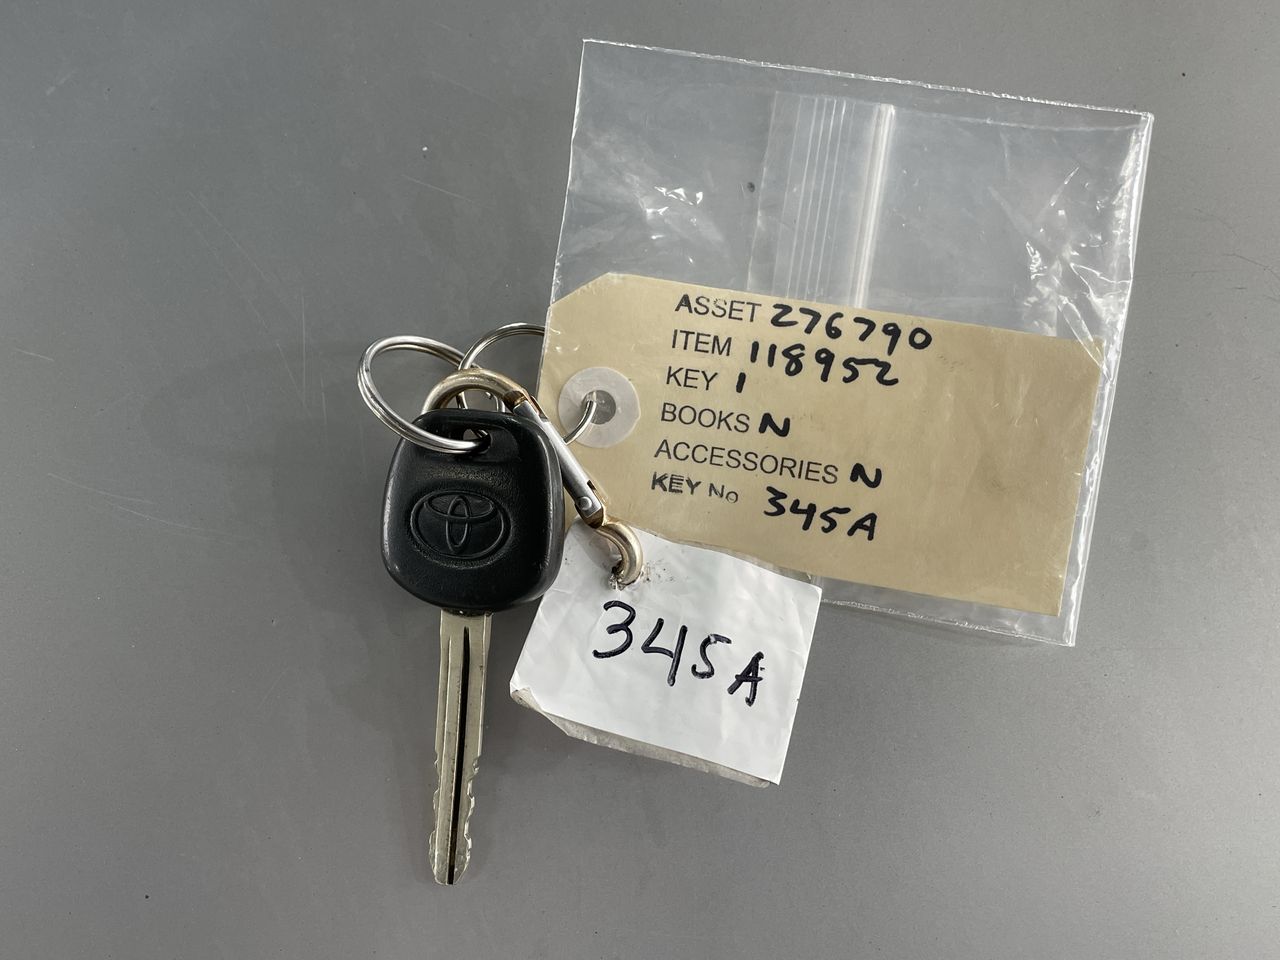 ASSET 276790
ITEM 118952
KEY 1
BOOKS N
ACCESSORIES N
KEY No 345A
345A